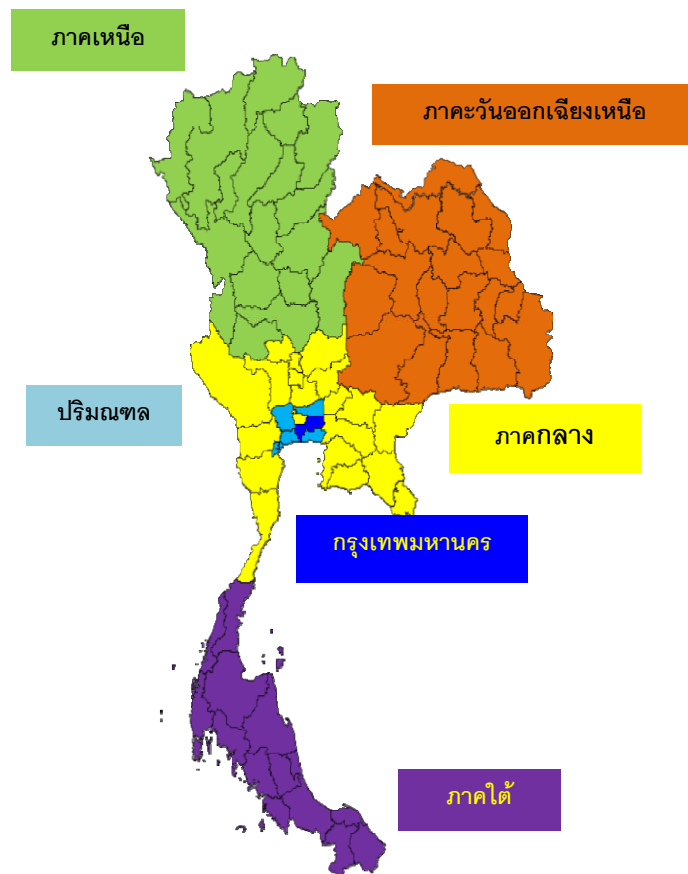 ภาคเหนือ
ภาคะวันออกเฉียงเหนือ
ปริมณฑล
ภาคกลาง
กรุงเทพมหานคร
ภาคใต้